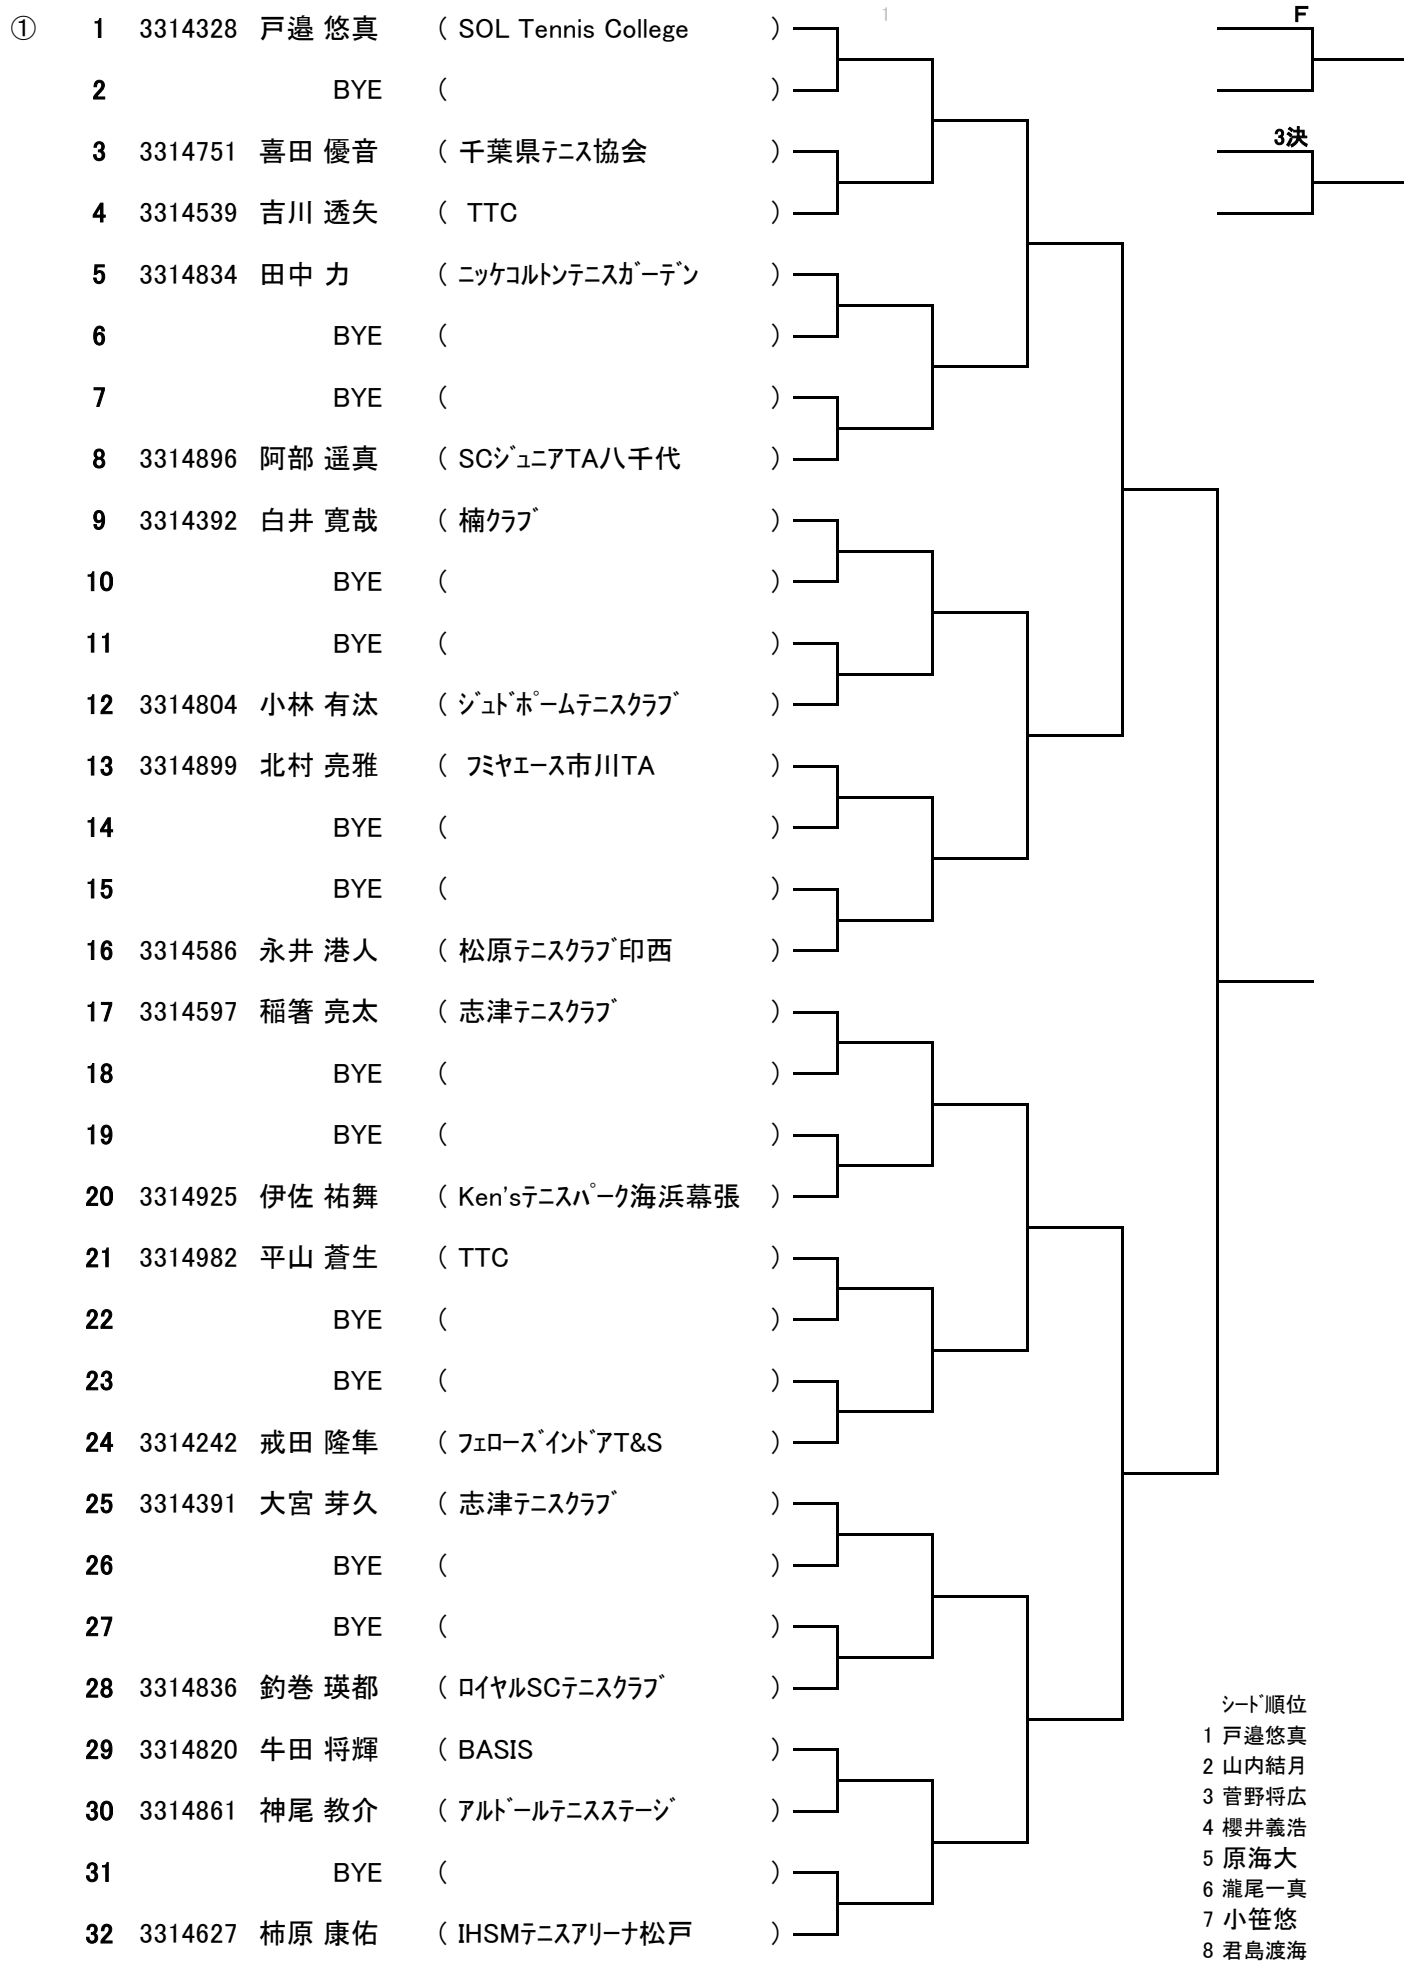 1 F
① 1 3314328 戸邉 悠真 ( SOL Tennis College )
2 BYE ( )
3決
3 3314751 喜田 優音 ( 千葉県ﾃﾆｽ協会 )
4 3314539 吉川 透矢 ( TTC )
5 3314834 田中 力 ( ﾆｯｹｺﾙﾄﾝﾃﾆｽｶﾞｰﾃﾞﾝ )
6 BYE ( )
7 BYE ( )
8 3314896 阿部 遥真 ( SCｼﾞｭﾆｱTA八千代 )
9 3314392 白井 寛哉 ( 楠ｸﾗﾌﾞ )
10 BYE ( )
11 BYE ( )
12 3314804 小林 有汰 ( ｼﾞｭﾄﾞﾎﾟｰﾑﾃﾆｽｸﾗﾌﾞ )
13 3314899 北村 亮雅 ( ﾌﾐﾔｴｰｽ市川TA )
14 BYE ( )
15 BYE ( )
16 3314586 永井 港人 ( 松原ﾃﾆｽｸﾗﾌﾞ印西 )
17 3314597 稲箸 亮太 ( 志津ﾃﾆｽｸﾗﾌﾞ )
18 BYE ( )
19 BYE ( )
20 3314925 伊佐 祐舞 ( Ken'sﾃﾆｽﾊﾟｰｸ海浜幕張 )
21 3314982 平山 蒼生 ( TTC )
22 BYE ( )
23 BYE ( )
24 3314242 戒田 隆隼 ( ﾌｪﾛｰｽﾞｲﾝﾄﾞｱT&S )
25 3314391 大宮 芽久 ( 志津ﾃﾆｽｸﾗﾌﾞ )
26 BYE ( )
27 BYE ( )
28 3314836 釣巻 瑛都 ( ﾛｲﾔﾙSCﾃﾆｽｸﾗﾌﾞ )
29 3314820 牛田 将輝 ( BASIS )
30 3314861 神尾 教介 ( ｱﾙﾄﾞｰﾙﾃﾆｽｽﾃｰｼﾞ )
31 BYE ( )
32 3314627 柿原 康佑 ( IHSMﾃﾆｽｱﾘｰﾅ松戸 )
ｼｰﾄﾞ順位
1 戸邉悠真
2 山内結月
3 菅野将広
4 櫻井義浩
5 原海大
6 瀧尾一真
7 小笹悠
8 君島渡海